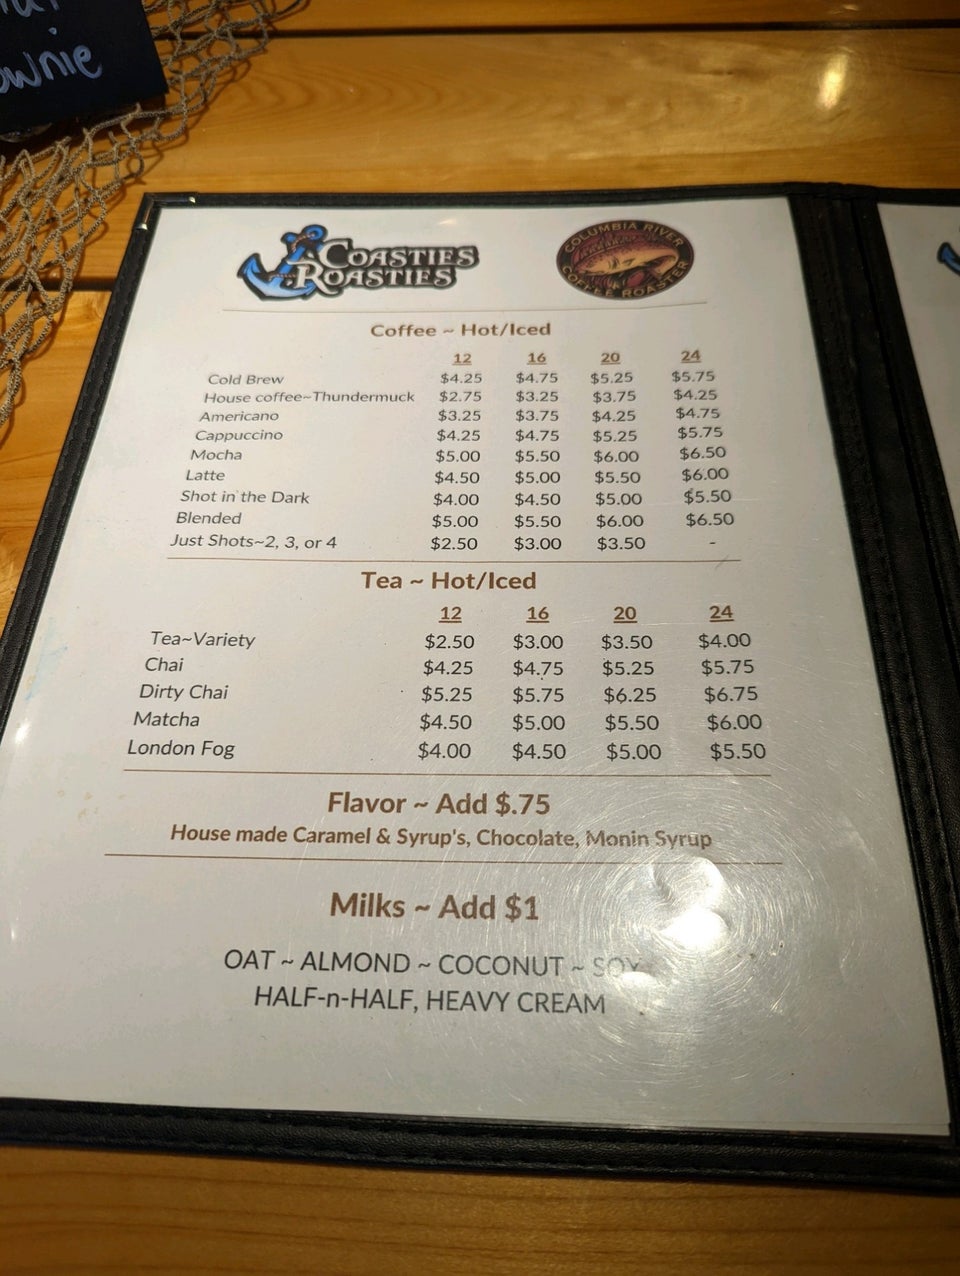 ownie
COASTIES
ROASTIES
COLUMBIA RIVER
COFFEE ROASTER
Coffee ~ Hot/Iced
12 16 20 24
Cold Brew $4.25 $4.75 $5.25 $5.75
House coffee~Thundermuck $2.75 $3.25 $3.75 $4.25
Americano $3.25 $3.75 $4.25 $4.75
Cappuccino $4.25 $4.75 $5.25 $5.75
Mocha $5.00 $5.50 $6.00 $6.50
Latte $4.50 $5.00 $5.50 $6.00
Shot in the Dark $4.00 $4.50 $5.00 $5.50
Blended $5.00 $5.50 $6.00 $6.50
Just Shots~2, 3, or 4 $2.50 $3.00 $3.50 -
Tea ~ Hot/Iced
12 16 20 24
Tea~Variety $2.50 $3.00 $3.50 $4.00
Chai $4.25 $4.75 $5.25 $5.75
Dirty Chai $5.25 $5.75 $6.25 $6.75
Matcha $4.50 $5.00 $5.50 $6.00
London Fog $4.00 $4.50 $5.00 $5.50
Flavor ~ Add $.75
House made Caramel & Syrup's, Chocolate, Monin Syrup
Milks ~ Add $1
OAT ~ ALMOND ~ COCONUT ~ SOY
HALF-n-HALF, HEAVY CREAM